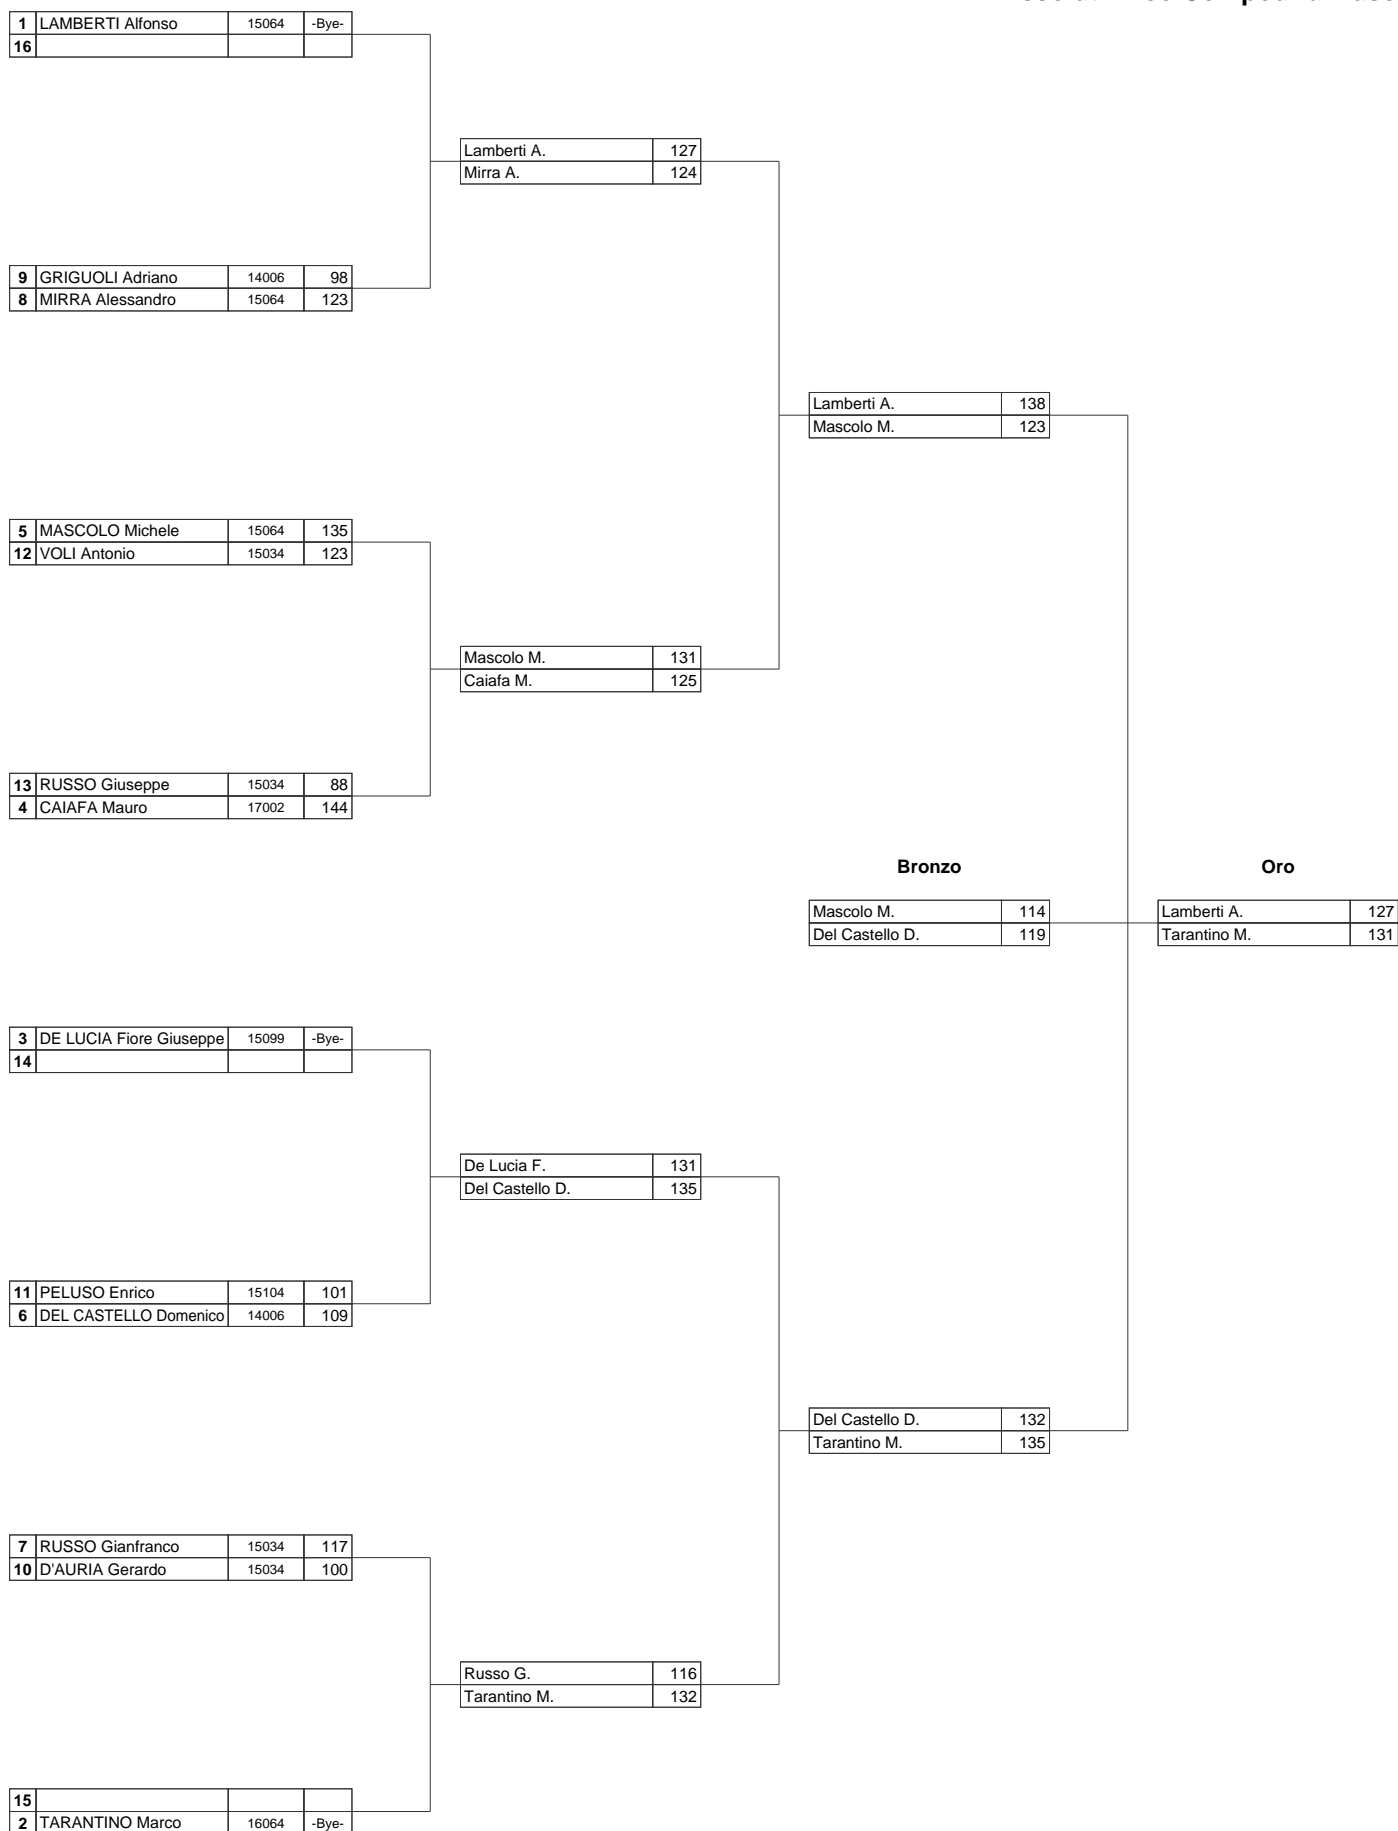 1 LAMBERTI Alfonso 15064 -Bye-
16
Lamberti A. 127
Mirra A. 124
9 GRIGUOLI Adriano 14006 98
8 MIRRA Alessandro 15064 123
Lamberti A. 138
Mascolo M. 123
5 MASCOLO Michele 15064 135
12 VOLI Antonio 15034 123
Mascolo M. 131
Caiafa M. 125
13 RUSSO Giuseppe 15034 88
4 CAIAFA Mauro 17002 144
Bronzo Oro
Mascolo M. 114 Lamberti A. 127
Del Castello D. 119 Tarantino M. 131
3 DE LUCIA Fiore Giuseppe 15099 -Bye-
14
De Lucia F. 131
Del Castello D. 135
11 PELUSO Enrico 15104 101
6 DEL CASTELLO Domenico 14006 109
Del Castello D. 132
Tarantino M. 135
7 RUSSO Gianfranco 15034 117
10 D'AURIA Gerardo 15034 100
Russo G. 116
Tarantino M. 132
15
2 TARANTINO Marco 16064 -Bye-